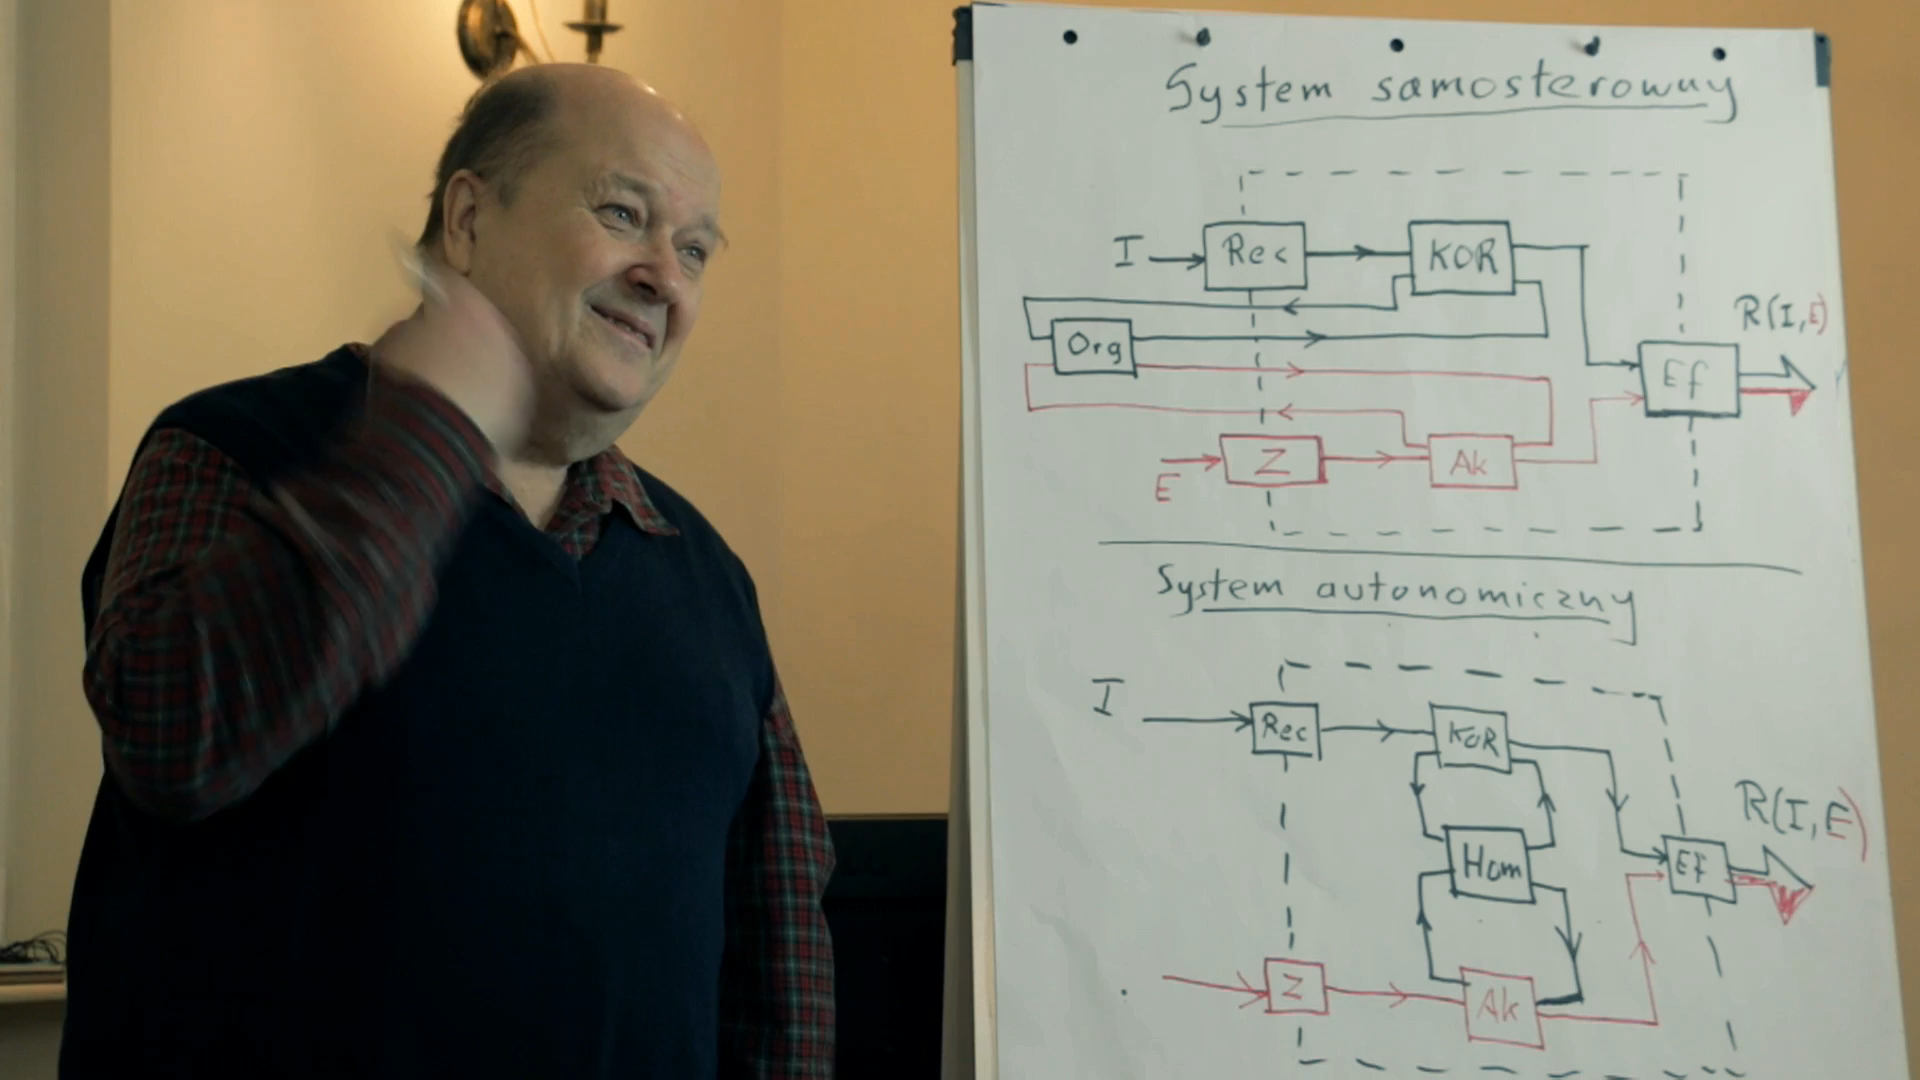 System samosterowny
I
Rec
KOR
R(I,E)
Org
Ef
E
Z
Ak
System autonomiczny
I
Rec
KOR
R(I,E)
Hom
Ef
Z
Ak